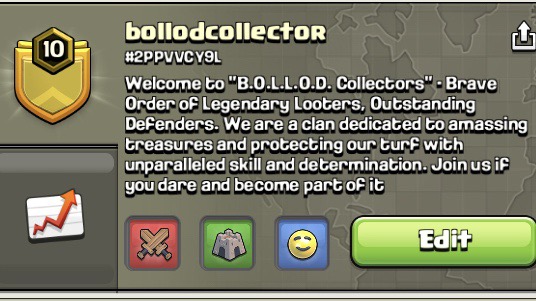 10
bollodcollector
#2PPVVCY9L
Welcome to "B.O.L.L.O.D. Collectors" - Brave
Order of Legendary Looters, Outstanding
Defenders. We are a clan dedicated to amassing
treasures and protecting our turf with
unparalleled skill and determination. Join us if
you dare and become part of it
Edit